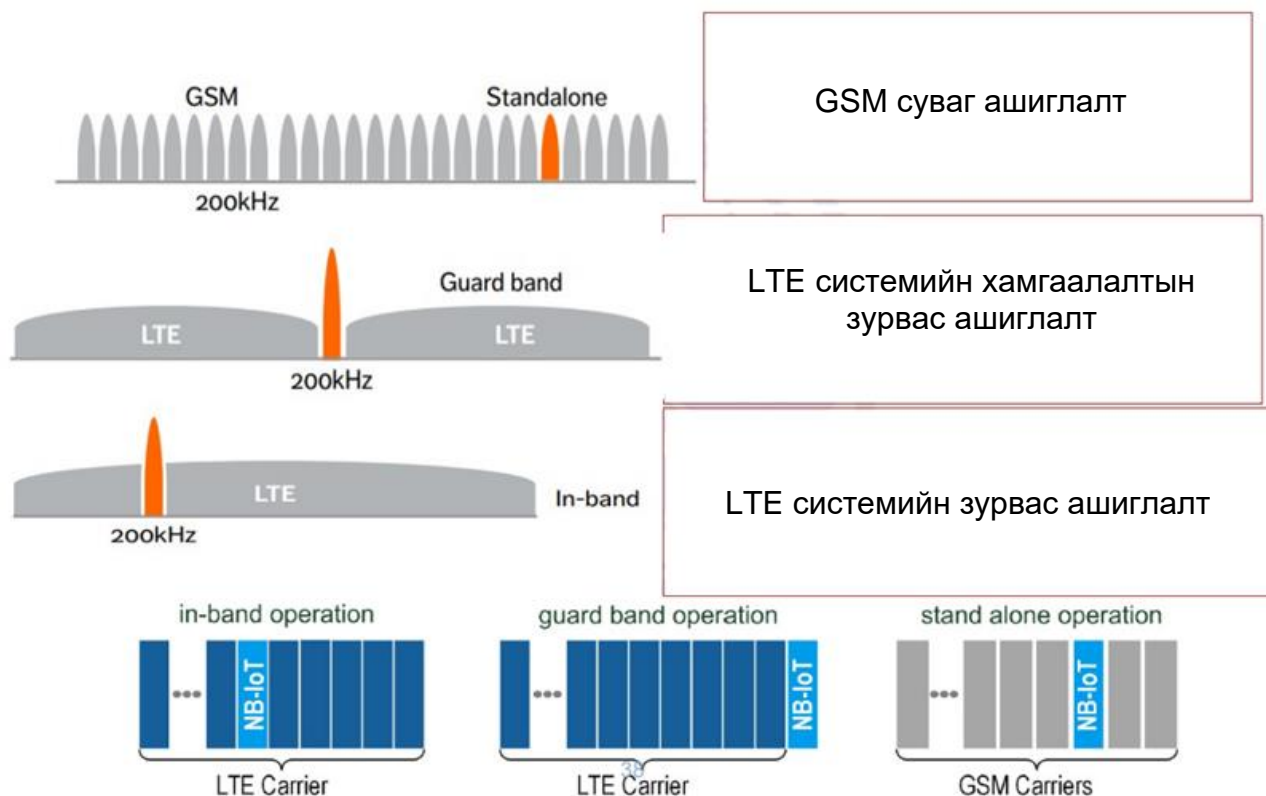 GSM
Standalone
200kHz
GSM суваг ашиглалт
Guard band
LTE
LTE
200kHz
LTE системийн хамгаалалтын
зурвас ашиглалт
LTE
In-band
200kHz
LTE системийн зурвас ашиглалт
in-band operation
guard band operation
stand alone operation
NB-IoT
NB-IoT
NB-IoT
LTE Carrier
38
LTE Carrier
GSM Carriers